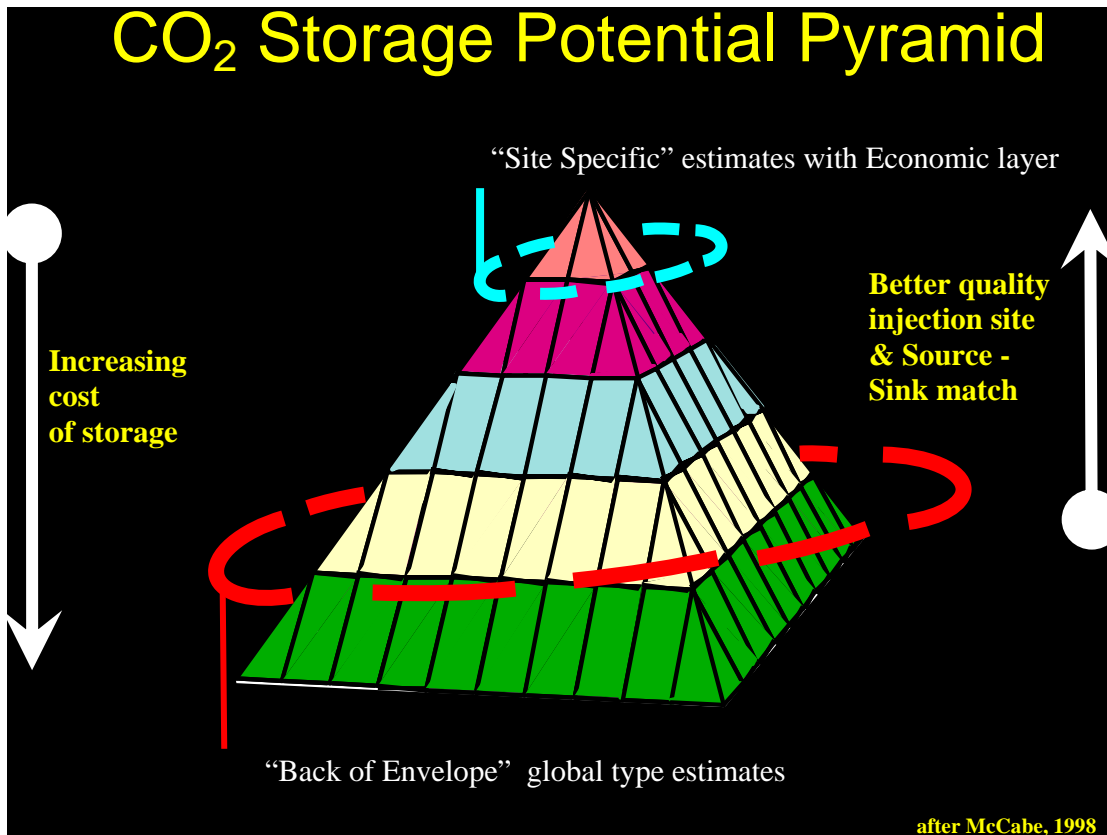 CO₂ Storage Potential Pyramid
“Site Specific” estimates with Economic layer
Better quality
injection site
& Source -
Sink match
Increasing
cost
of storage
“Back of Envelope” global type estimates
after McCabe, 1998